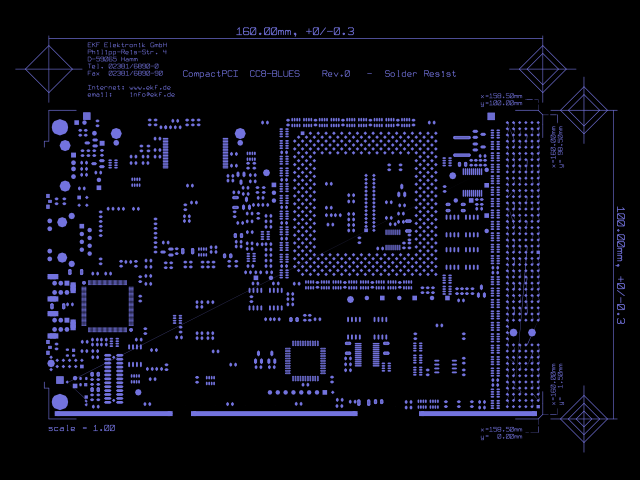 160.00mm, +0/-0.3
EKF Elektronik GmbH
Philipp-Reis-Str. 4
D-59065 Hamm
Tel. 02381/6890-0
Fax 02381/6890-90
Internet: www.ekf.de
email: info@ekf.de
CompactPCI CC8-BLUES Rev.0 - Solder Resist
x=158.50mm
y=100.00mm
x=160.00mm
100.00mm, +0/-0.3
x=160.00mm
y= 1.50mm
scale = 1.00
x=158.50mm
y= 0.00mm